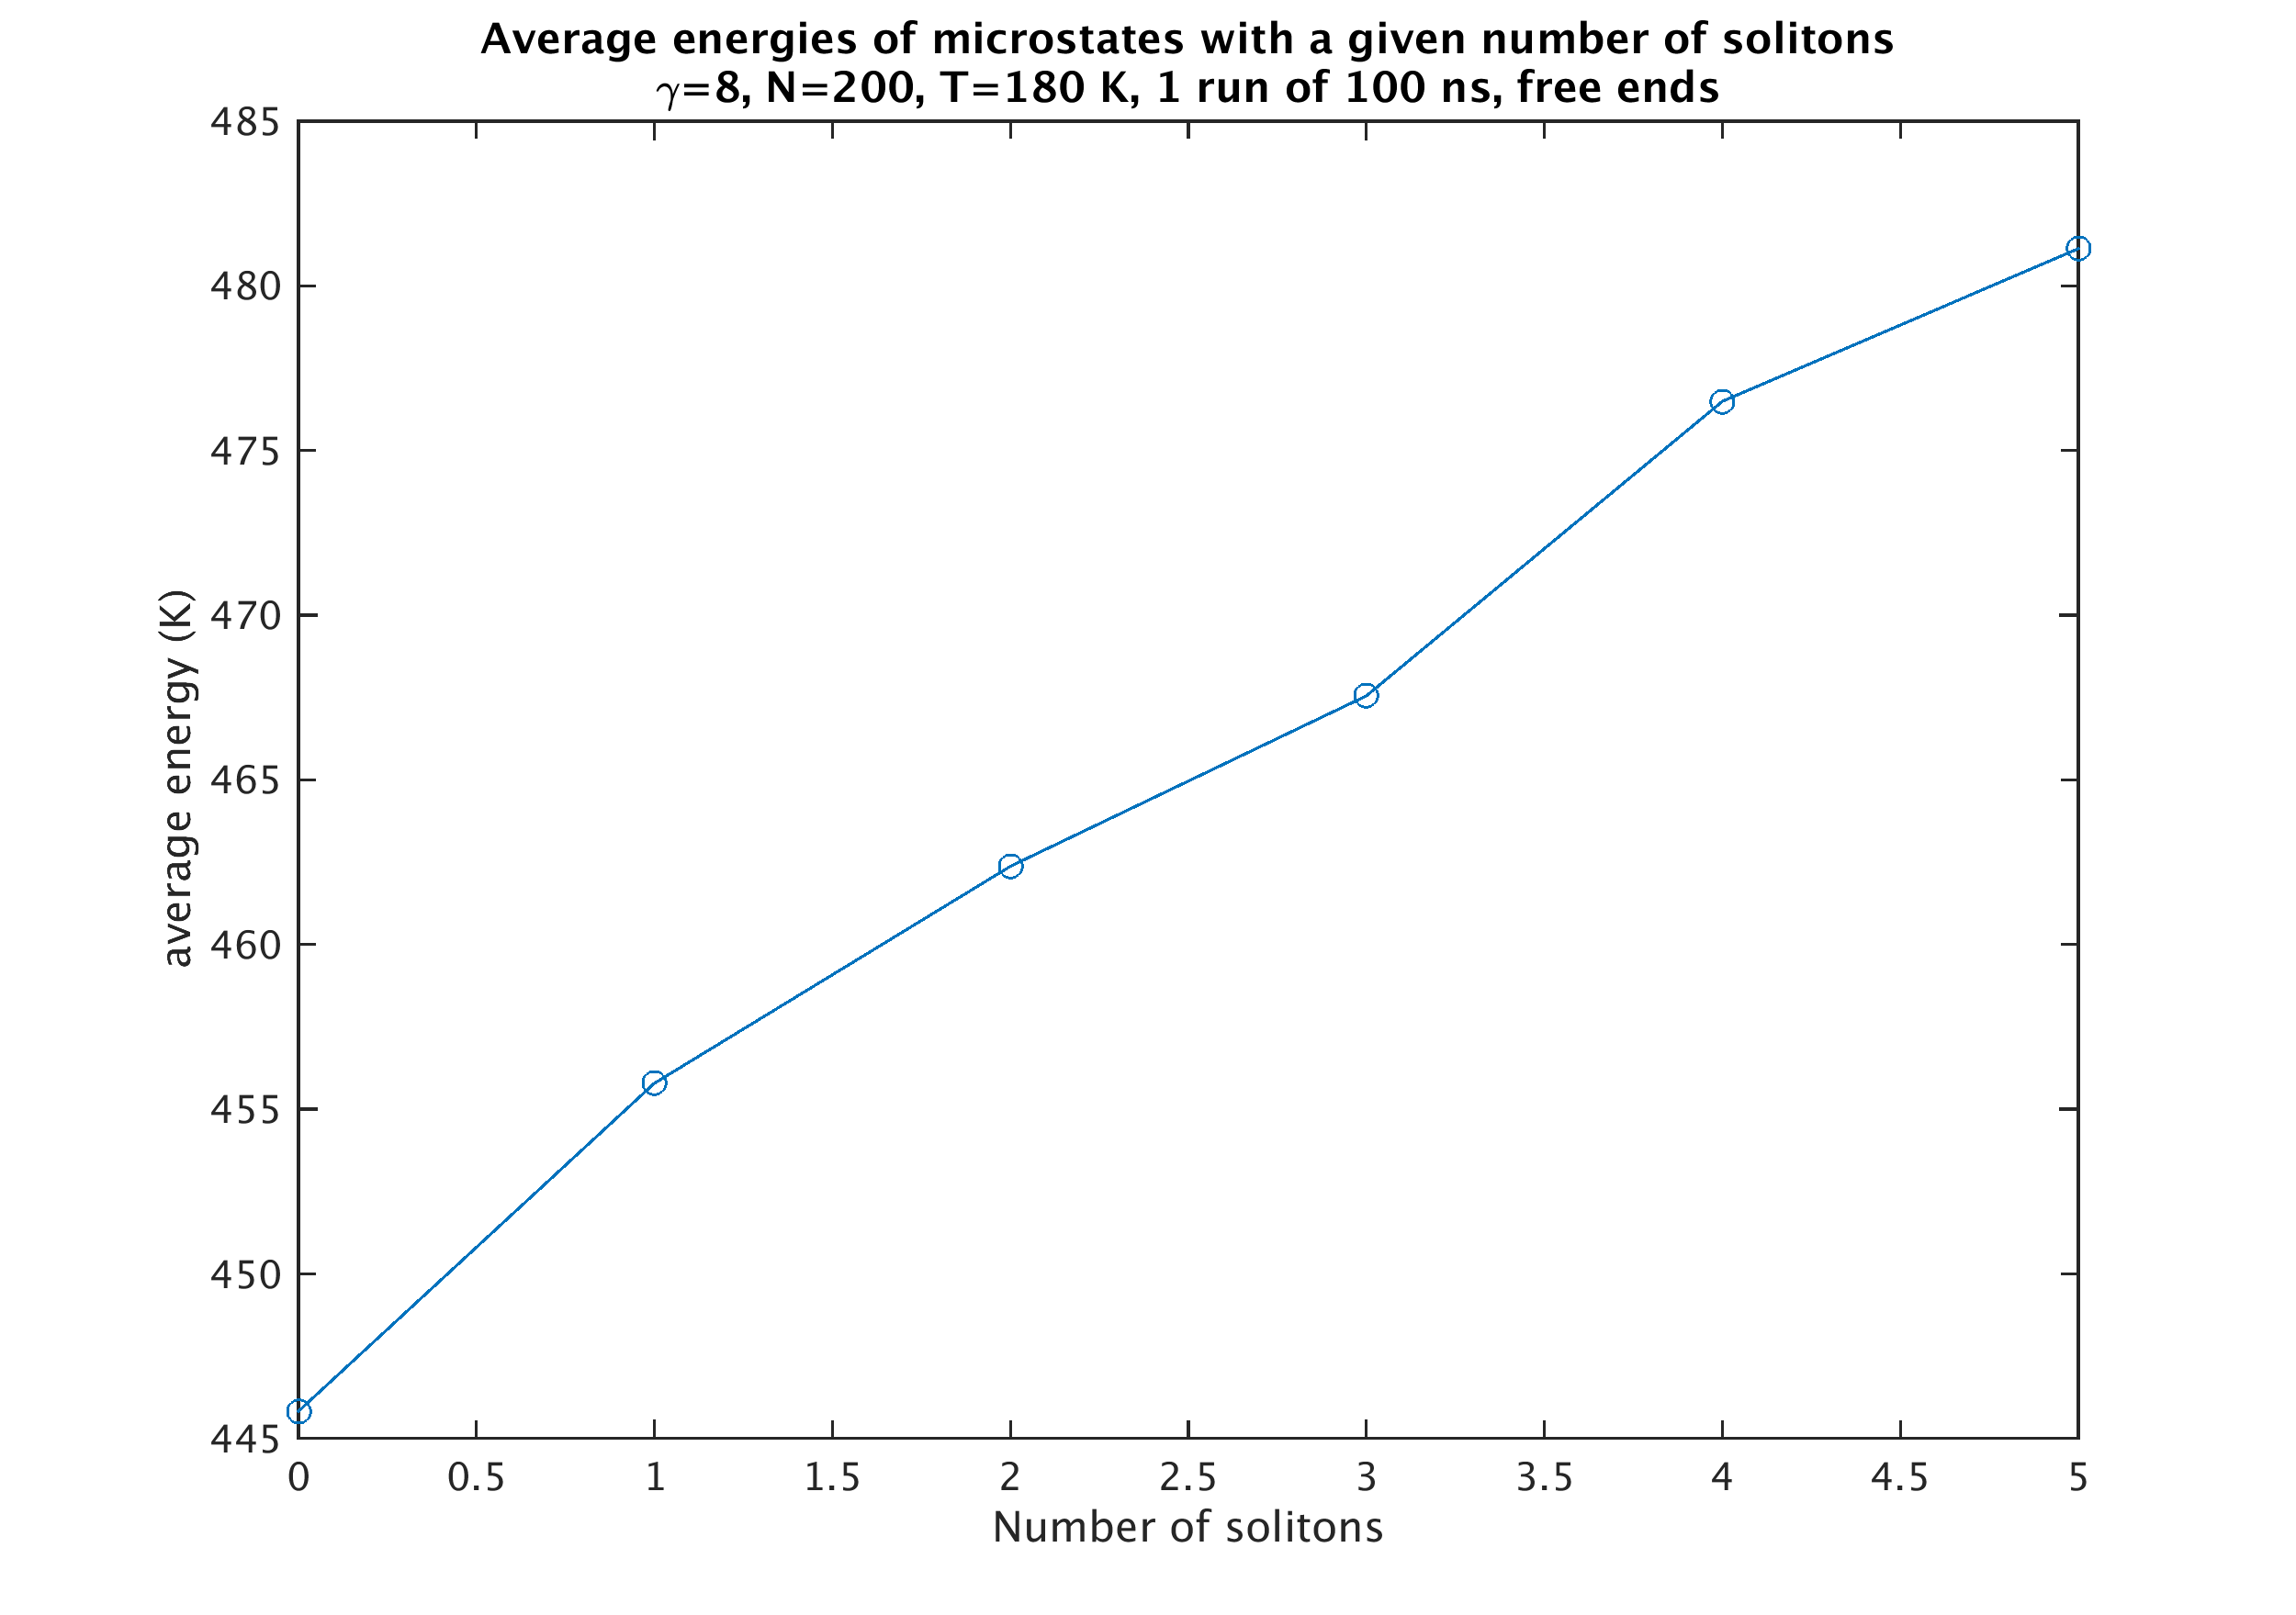 Average energies of microstates with a given number of solitons
γ=8, N=200, T=180 K, 1 run of 100 ns, free ends
485
480
475
470
465
460
455
450
445
average energy (K)
0 0.5 1 1.5 2 2.5 3 3.5 4 4.5 5
Number of solitons